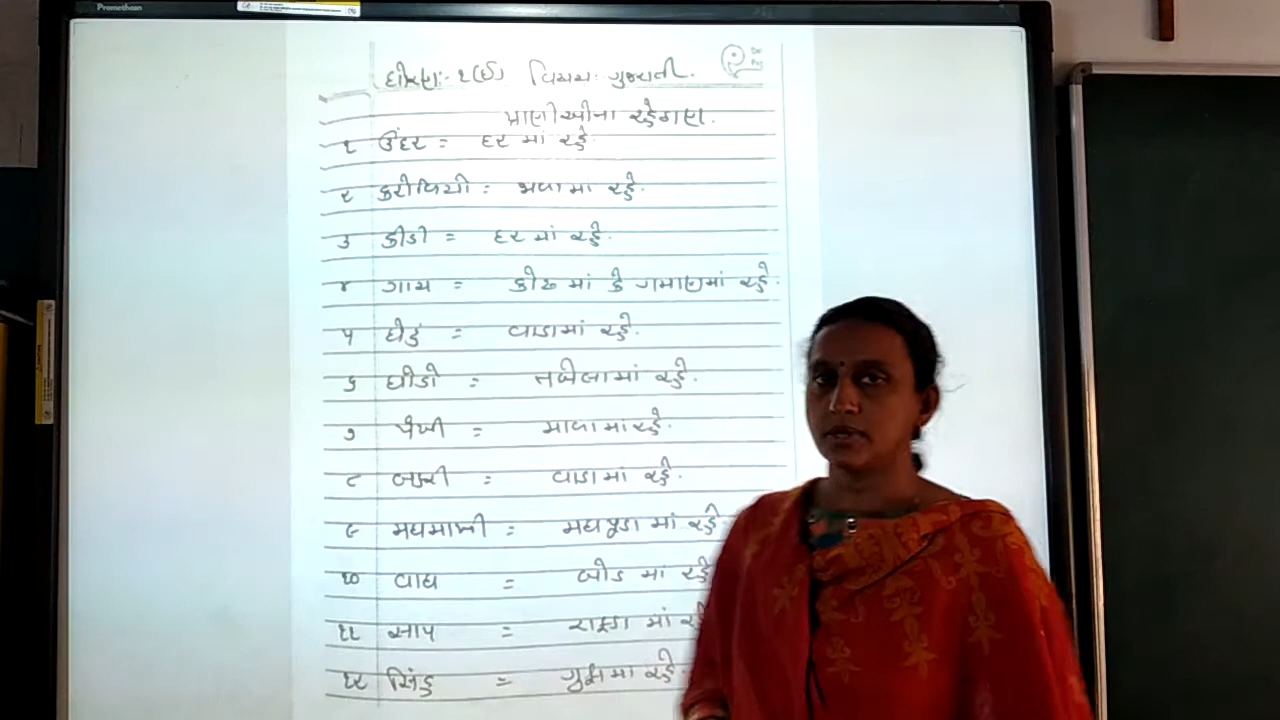 Promethean
ધોરણ:- ૧(ઈ) વિષય: ગુજરાતી.
પ્રાણીઓના રહેઠાણ.
૧ ઉંદર = દર માં રહે.
૨ કરોળિયો = જાળામાં રહે.
૩ કીડી = દર માં રહે.
૪ ગાય = કોઢ માં કે ગમાણમાં રહે.
૫ ઘેટું = વાડામાં રહે.
૬ ઘોડો = તબેલામાં રહે.
૭ પંખી = માળામાં રહે.
૮ બકરી = વાડામાં રહે.
૯ મધમાખી = મધપૂડા માં રહે
૧૦ વાઘ = બોડ માં રહે
૧૧ સાપ = રાફડા માં
૧૨ સિંહ = ગુફામાં રહે.